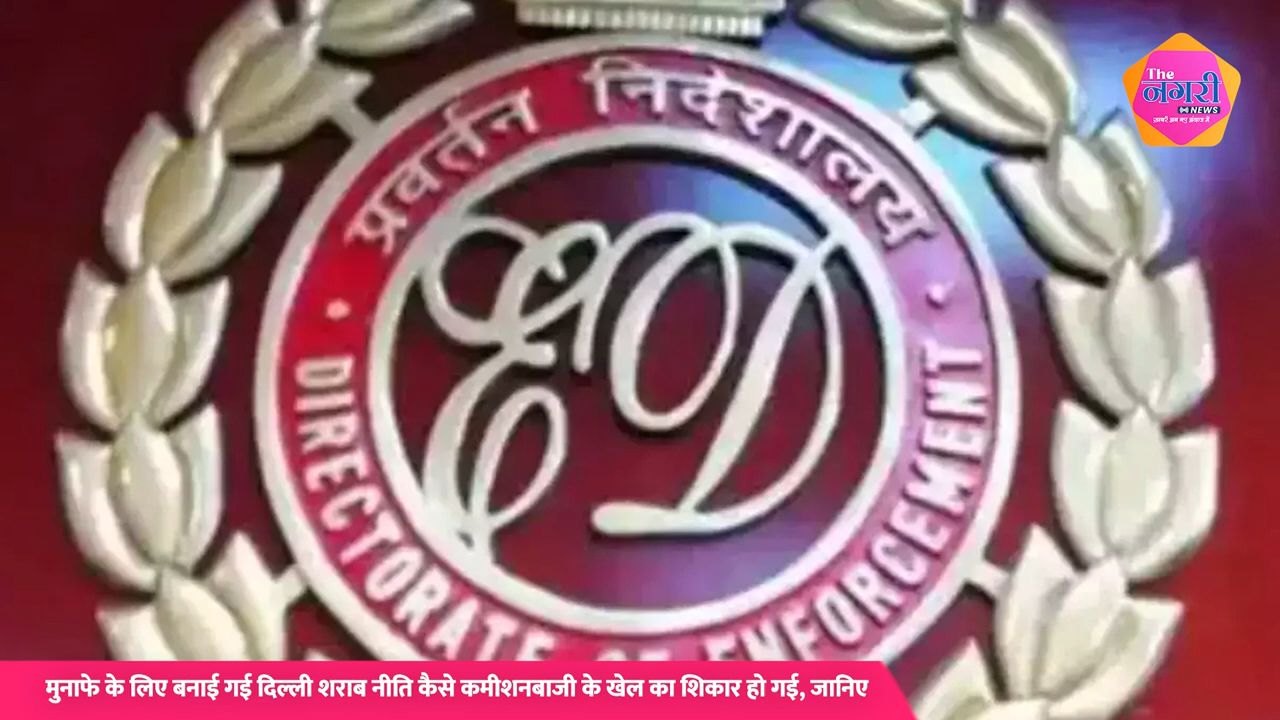 The
नगरी
NEWS
प्रवर्तन निदेशालय
ED
DIRECTORATE OF ENFORCEMENT
मुनाफे के लिए बनाई गई दिल्ली शराब नीति कैसे कमीशनबाजी के खेल का शिकार हो गई, जानिए